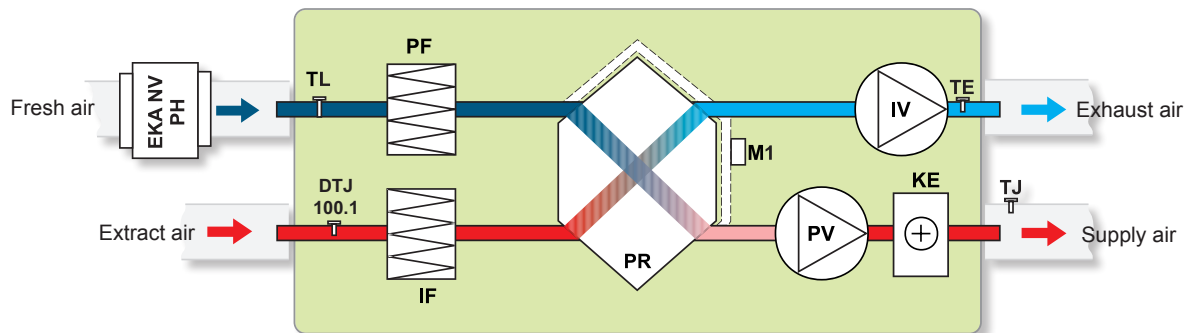 PF
TL
TE
Fresh air
EKA NV
PH
IV
Exhaust air
M1
DTJ
100.1
KE
TJ
Extract air
PV
Supply air
PR
IF